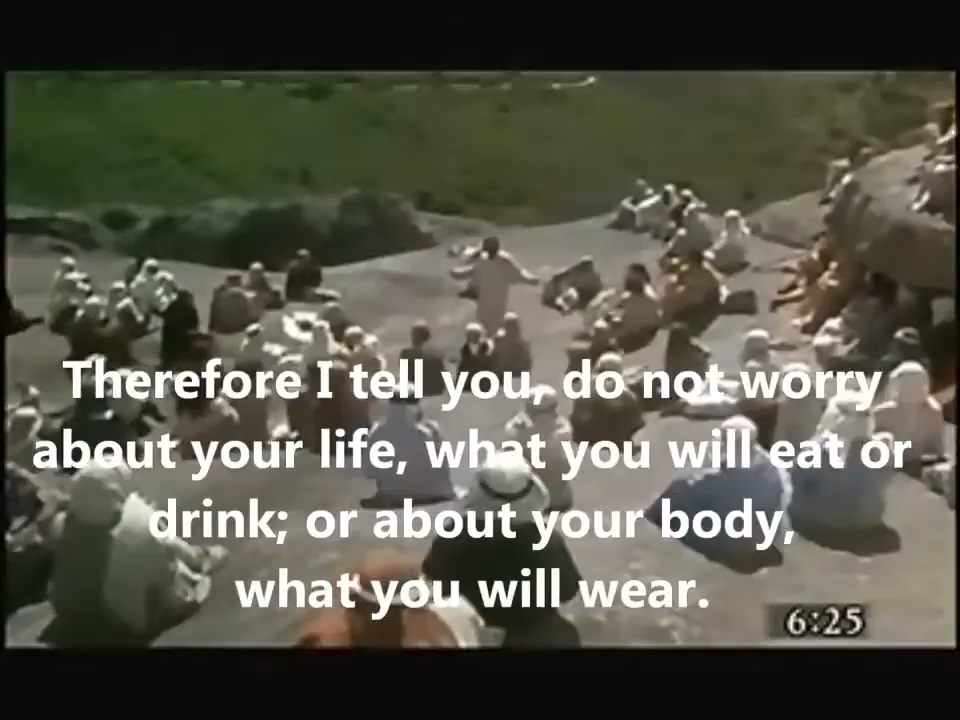 Therefore I tell you, do not worry
about your life, what you will eat or
drink; or about your body,
what you will wear.
6:25